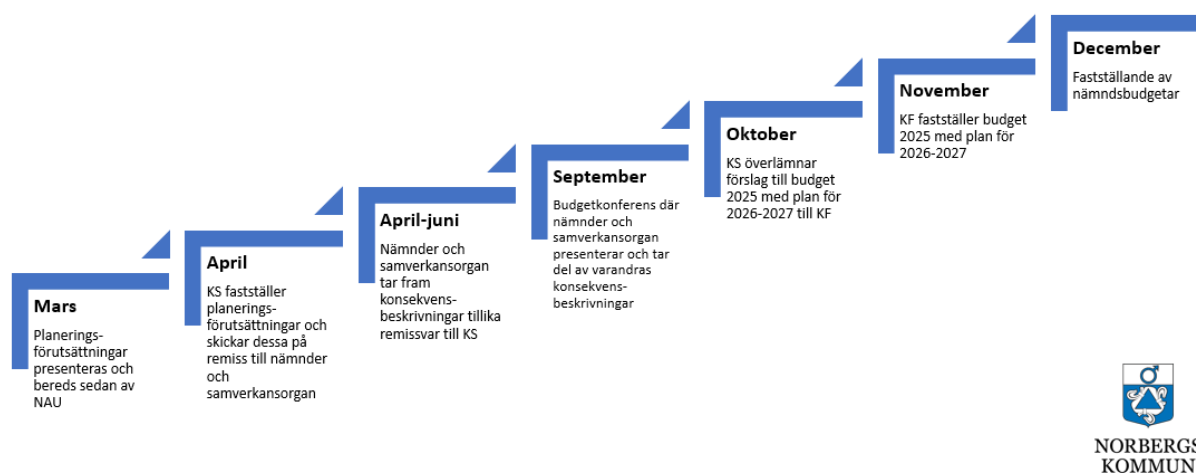 Mars
Planerings-
förutsättningar
presenteras och
bereds sedan av
NAU
April
KS fastställer
planerings-
förutsättningar och
skickar dessa på
remiss till nämnder
och
samverkansorgan
April-juni
Nämnder och
samverkansorgan
tar fram
konsekvens-
beskrivningar tillika
remissvar till KS
September
Budgetkonferens där
nämnder och
samverkansorgan
presenterar och tar
del av varandras
konsekvens-
beskrivningar
Oktober
KS överlämnar
förslag till budget
2025 med plan för
2026-2027 till KF
November
KF fastställer budget
2025 med plan för
2026-2027
December
Fastställande av
nämndsbudgetar
NORBERGS
KOMMUN